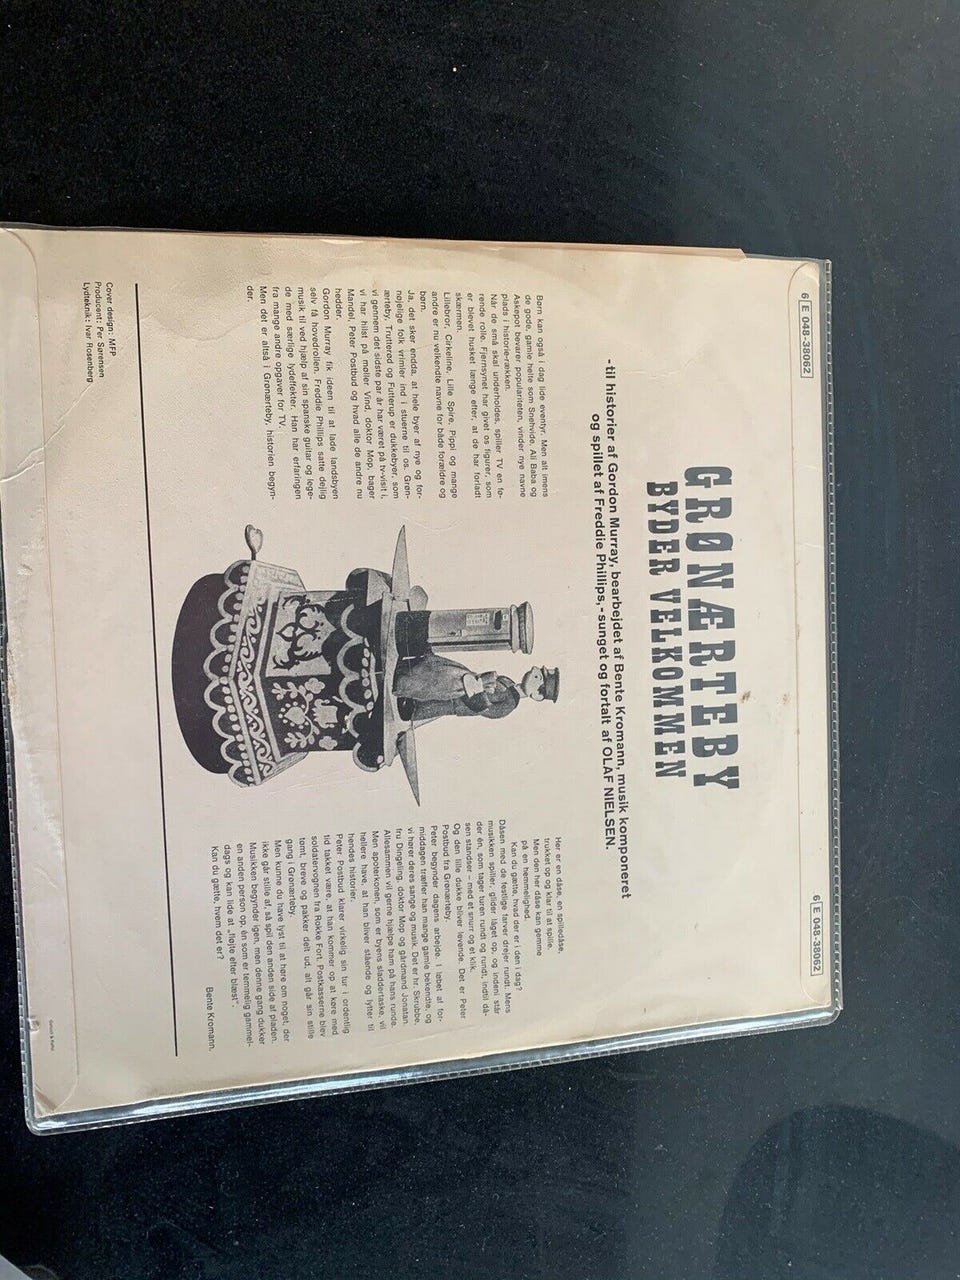 6 E 048-38062
6 E 048-38062
GRØNÆRTEBY
BYDER VELKOMMEN
-til historier af Gordon Murray, bearbejdet af Bente Kromann, musik komponeret
og spillet af Freddie Phillips,- sunget og fortalt af OLAF NIELSEN.
Børn kan også i dag lide eventyr. Men alt imens
de gode, gamle helte som Snehvide, Ali Baba og
Askepot bevarer populariteten, vinder nye navne
plads i historie-rækken.
Når de små skal underholdes, spiller TV en fø-
rende rolle. Fjernsynet har givet os figurer, som
er blevet husket længe efter, at de har forladt
skærmen.
Lillebror, Cirkeline, Lille Spire, Pippi og mange
andre er nu velkendte navne for både forældre og
børn.
Ja, det sker endda, at hele byer af nye og for-
nøjelige folk vrimler ind i stuerne til os. Grøn-
ærteby, Trutterød og Futterup er dukkebyer, som
vi gennem det sidste par år har været på tv-visit i.
vi har hilst på møller Vind, doktor Mop, bager
Mandel, Peter Postbud og hvad alle de andre nu
hedder.
Gordon Murray fik ideen til at lade landsbyen
selv få hovedrollen. Freddie Phillips satte dejlig
musik til ved hjælp af sin spanske guitar og lege-
de med særlige lydeffekter. Han har erfaringen
fra mange andre opgaver for TV.
Men det er altså i Grønærteby, historien begyn-
der.
Her er en dåse, en spilledåse,
trukket op og klar til at spille.
Men den her dåse kan gemme
på en hemmelighed.
Kan du gætte, hvad der er i den i dag?
Dåsen med de festlige farver drejer rundt. Mens
musikken spiller, glider låget op, og indeni står
der én, som tager turen rundt og rundt, indtil då-
sen standser – med et snurr og et klik.
Og den lille dukke bliver levende. Det er Peter
Postbud fra Grønærteby.
Peter begynder dagens arbejde. I løbet af for-
middagen træffer han mange gamle bekendte, og
vi hører deres sange og musik. Det er hr. Skrubbe,
fru Dingeling, doktor Mop og gårdmand Jonatan
Allesammen vil gerne hjælpe ham på hans runde.
Men apotherkonen, som er byens sladdertaske, vil
hellere have, at han bliver stående og lytter til
hendes historier.
Peter Postbud klarer virkelig sin tur i ordentlig
tid takket være, at han kommer op at køre med
soldatervognen fra Rokke Fort. Postkasserne blev
tømt, breve og pakker delt ud, alt går sin stille
gang i Grønærteby.
Men kunne du have lyst til at høre om noget, der
ikke går stille af, så spil den anden side af pladen.
Musikken begynder igen, men denne gang dukker
en anden person op, én som er temmelig gammel-
dags og kan lide at „fløjte efter blæst".
Kan du gætte, hvem det er?
Bente Kromann.
Cover design: MFP
Producent: Per Sørensen
Lydteknik: Ivar Rosenberg